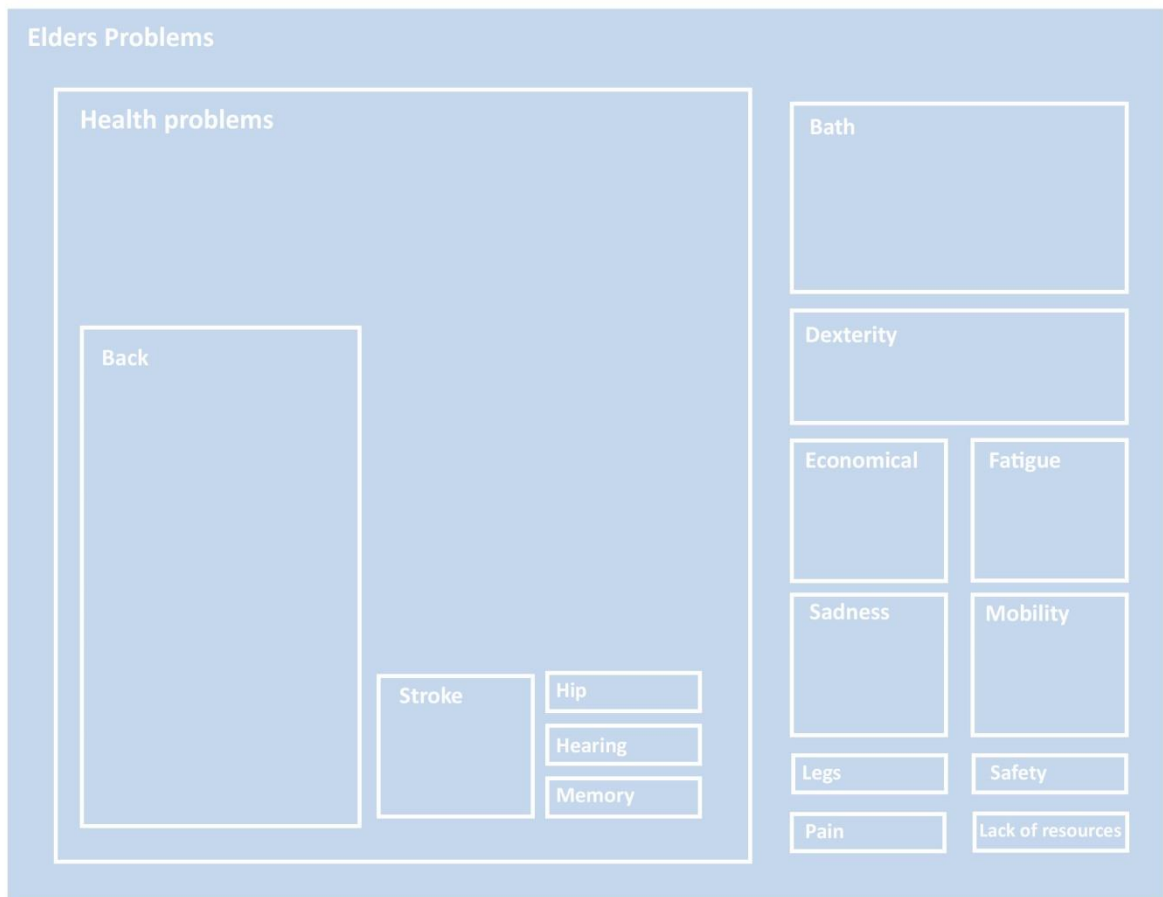 Elders Problems
Health problems
Back
Stroke
Hip
Hearing
Memory
Bath
Dexterity
Economical
Fatigue
Sadness
Mobility
Legs
Safety
Pain
Lack of resources